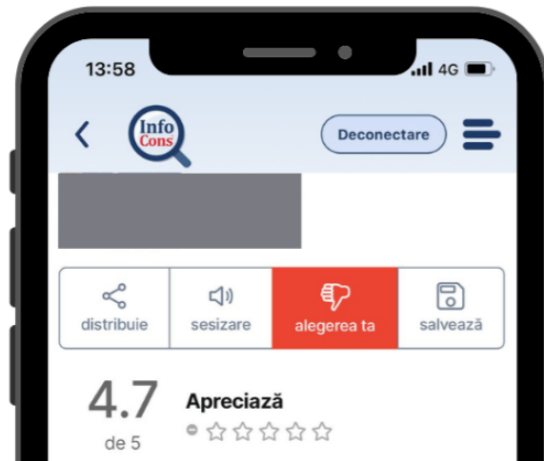 13:58
4G
Info
Cons
Deconectare
distribuie
sesizare
alegerea ta
salvează
4.7
de 5
Apreciază